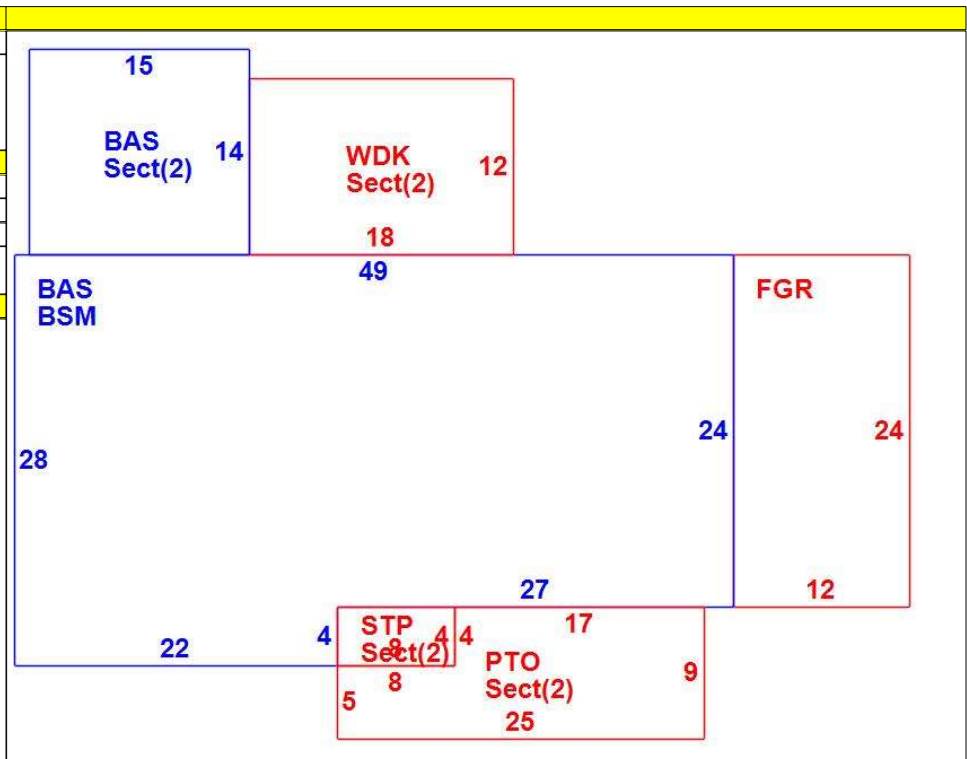 15
BAS
Sect(2)
14
WDK
Sect(2)
12
18
49
BAS
BSM
FGR
28
24
24
27
12
22
4
STP
Sect(2)
8
4
4
17
8
5
PTO
Sect(2)
9
25